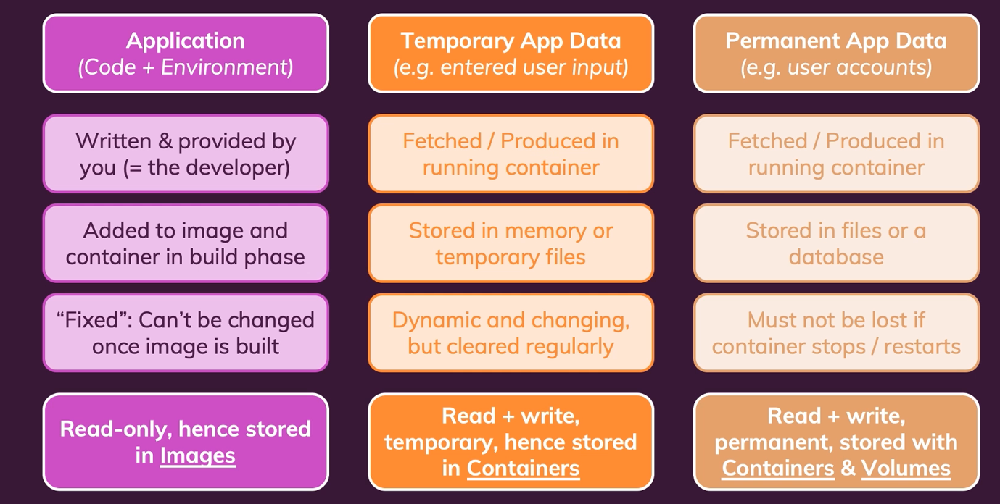 Application
(Code + Environment)
Written & provided by
you (= the developer)
Added to image and
container in build phase
“Fixed”: Can’t be changed
once image is built
Read-only, hence stored
in Images
Temporary App Data
(e.g. entered user input)
Fetched / Produced in
running container
Stored in memory or
temporary files
Dynamic and changing,
but cleared regularly
Read + write,
temporary, hence stored
in Containers
Permanent App Data
(e.g. user accounts)
Fetched / Produced in
running container
Stored in files or a
database
Must not be lost if
container stops / restarts
Read + write,
permanent, stored with
Containers & Volumes